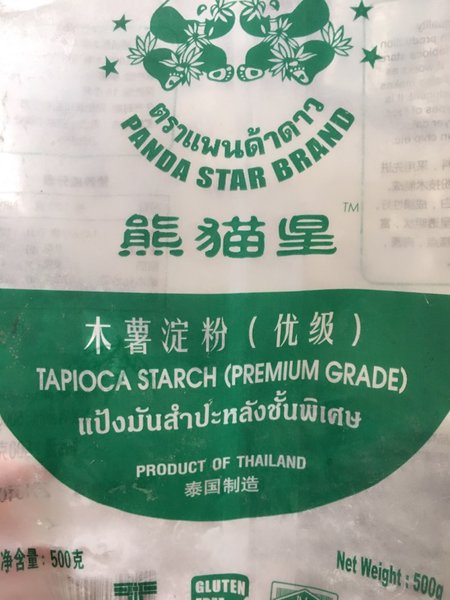 ตราแพนด้าดาว
PANDA STAR BRAND
熊猫星 TM
木薯淀粉（优级）
TAPIOCA STARCH (PREMIUM GRADE)
แป้งมันสำปะหลังชั้นพิเศษ
PRODUCT OF THAILAND
泰国制造
净含量: 500克
Net Weight: 500g
GLUTEN